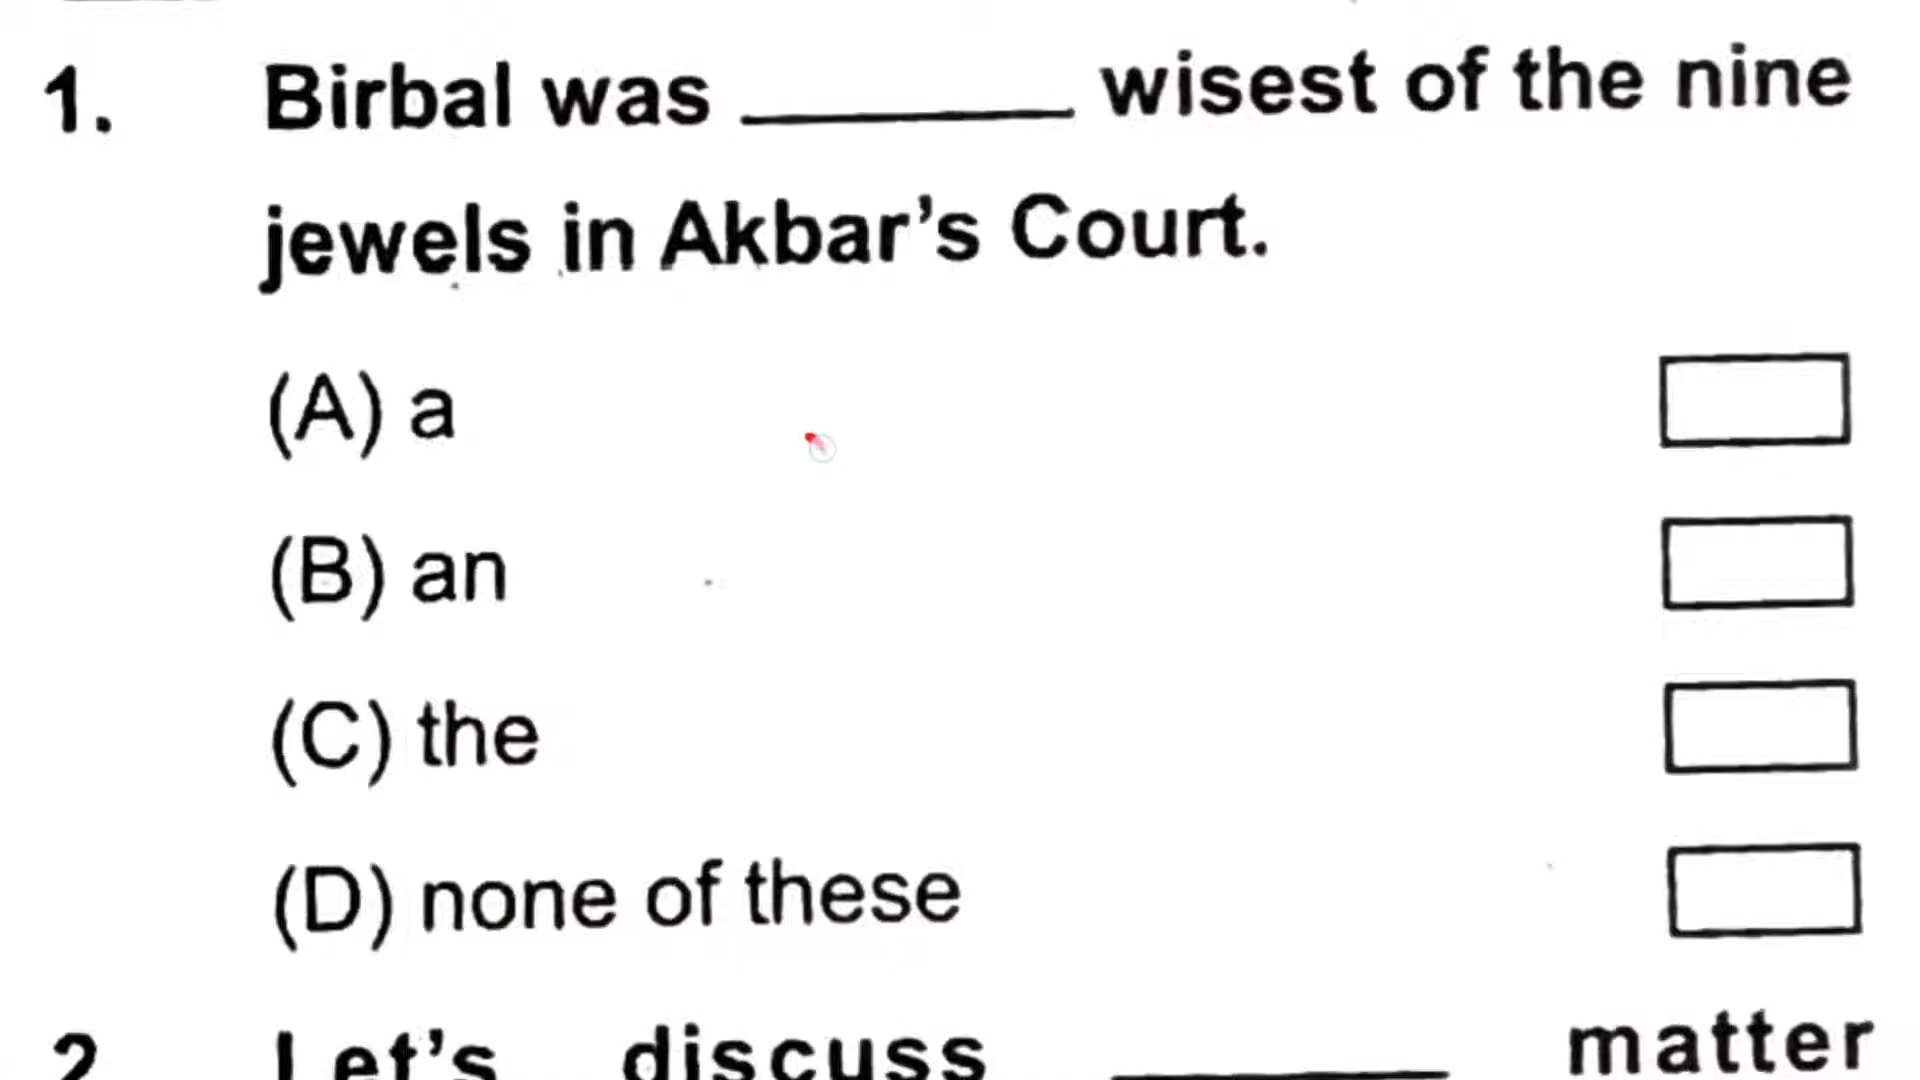 1. Birbal was ________ wisest of the nine
jewels in Akbar's Court.
(A) a
(B) an
(C) the
(D) none of these
2 Let's discuss ________ matter